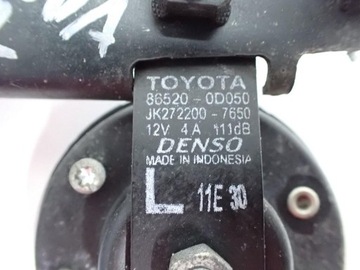 TOYOTA
86520-0D050
JK272200-7650
12V 4A 111dB
DENSO
MADE IN INDONESIA
L 11E 30